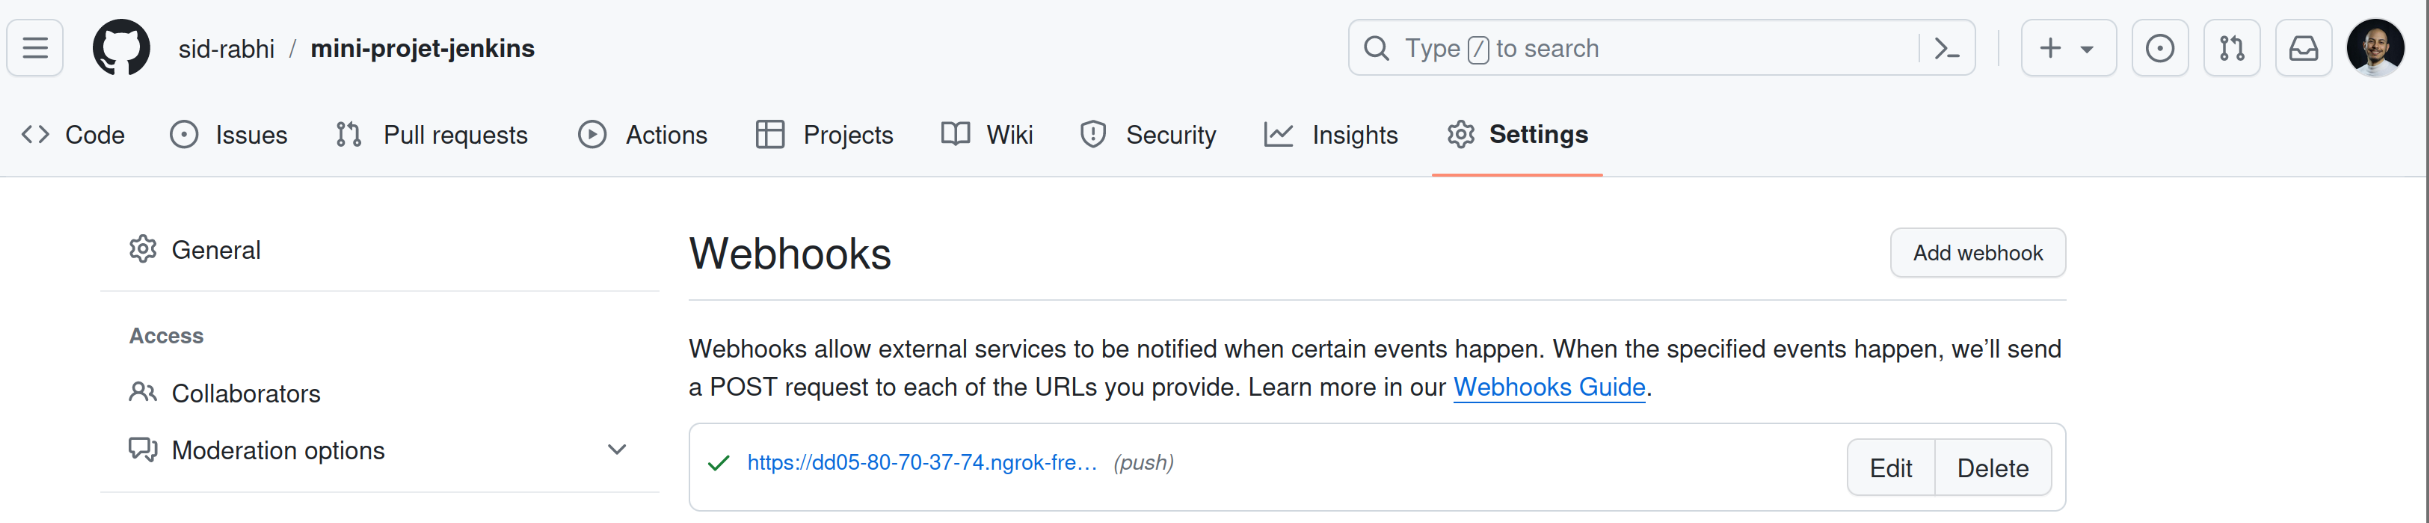 sid-rabhi / mini-projet-jenkins
Type / to search
Code
Issues
Pull requests
Actions
Projects
Wiki
Security
Insights
Settings
General
Access
Collaborators
Moderation options
Webhooks
Add webhook
Webhooks allow external services to be notified when certain events happen. When the specified events happen, we’ll send
a POST request to each of the URLs you provide. Learn more in our Webhooks Guide.
https://dd05-80-70-37-74.ngrok-fre… (push)
Edit
Delete